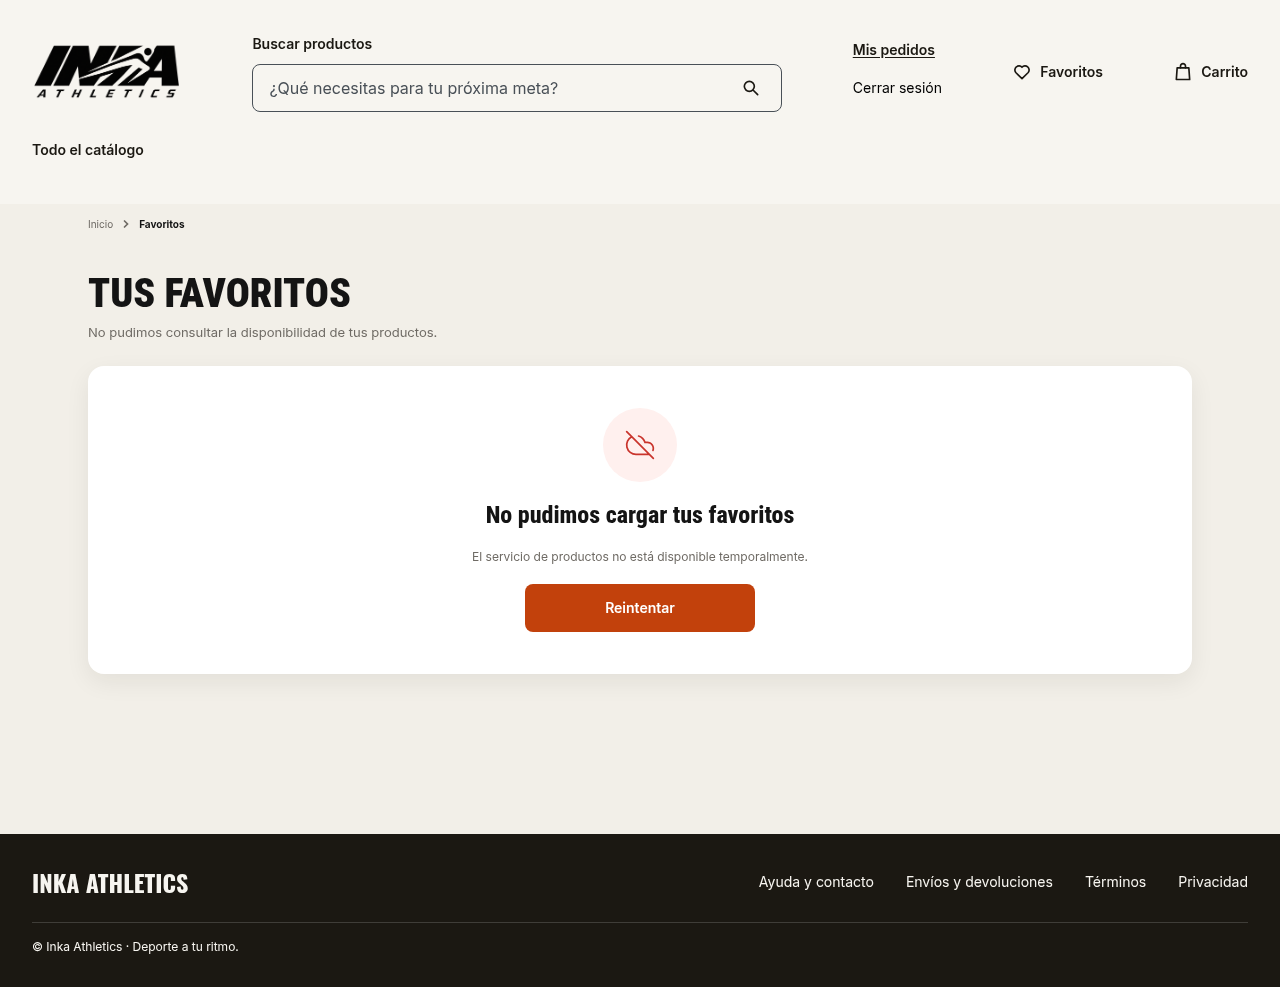 INKA
ATHLETICS
Buscar productos
¿Qué necesitas para tu próxima meta?
Mis pedidos
Cerrar sesión
Favoritos
Carrito
Todo el catálogo
Inicio
Favoritos
TUS FAVORITOS
No pudimos consultar la disponibilidad de tus productos.
No pudimos cargar tus favoritos
El servicio de productos no está disponible temporalmente.
Reintentar
INKA ATHLETICS
Ayuda y contacto
Envíos y devoluciones
Términos
Privacidad
© Inka Athletics · Deporte a tu ritmo.